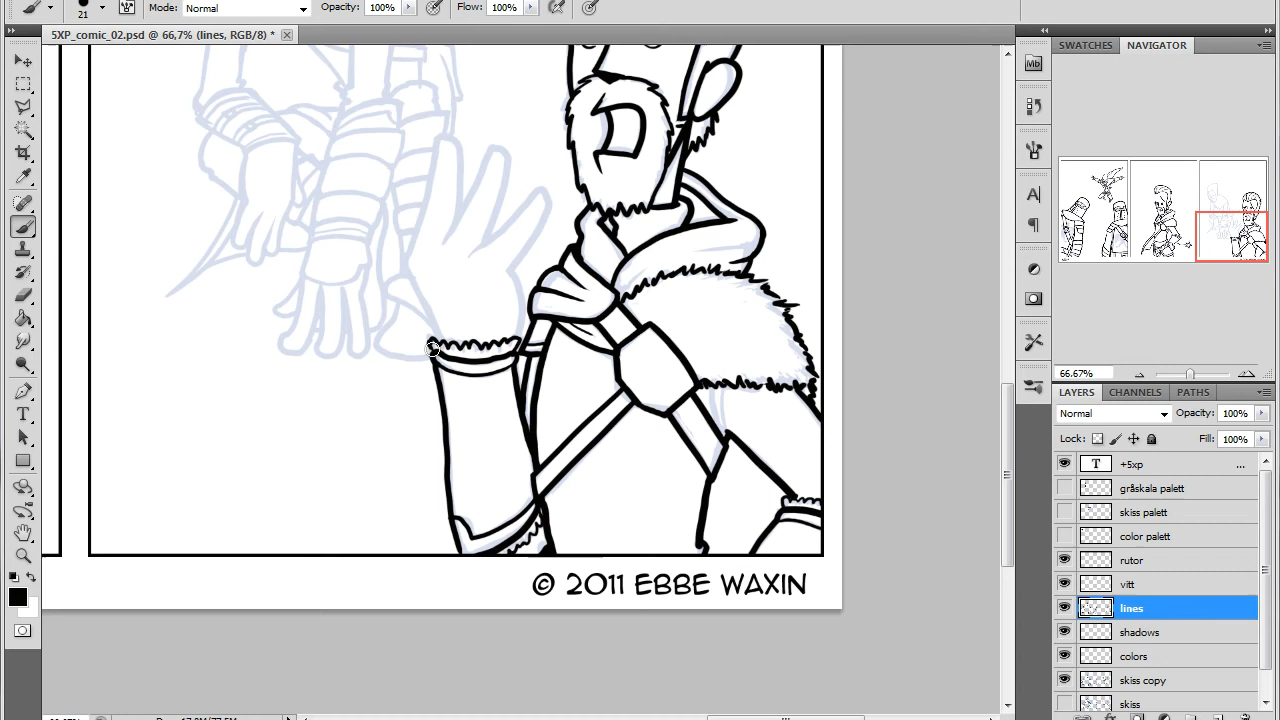 21
Mode: Normal
Opacity: 100%
Flow: 100%
5XP_comic_02.psd @ 66,7% (lines, RGB/8) *
SWATCHES NAVIGATOR
Mb
66.67%
LAYERS CHANNELS PATHS
Normal
Opacity: 100%
Lock:
Fill: 100%
T +5xp ...
gråskala palett
skiss palett
color palett
rutor
vitt
lines
shadows
colors
skiss copy
skiss
© 2011 EBBE WAXIN